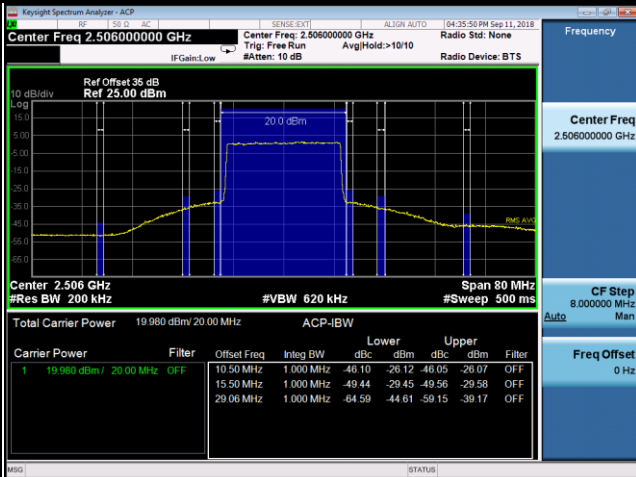 Keysight Spectrum Analyzer - ACP
RF 50 Ω AC SENSE:EXT ALIGN AUTO 04:35:50 PM Sep 11, 2018
Center Freq 2.506000000 GHz Center Freq: 2.506000000 GHz Radio Std: None
Trig: Free Run Avg|Hold:>10/10
IFGain:Low #Atten: 10 dB Radio Device: BTS
Ref Offset 35 dB
10 dB/div Ref 25.00 dBm
Log
15.0
20.0 dBm
5.00
-5.00
-15.0
-25.0
-35.0
-45.0
RMS AVG
-55.0
-65.0
Center 2.506 GHz Span 80 MHz
#Res BW 200 kHz #VBW 620 kHz #Sweep 500 ms
Total Carrier Power 19.980 dBm/ 20.00 MHz ACP-IBW
Lower Upper
Carrier Power Filter Offset Freq Integ BW dBc dBm dBc dBm Filter
1 19.980 dBm / 20.00 MHz OFF 10.50 MHz 1.000 MHz -46.10 -26.12 -46.05 -26.07 OFF
15.50 MHz 1.000 MHz -49.44 -29.45 -49.56 -29.58 OFF
29.06 MHz 1.000 MHz -64.59 -44.61 -59.15 -39.17 OFF
MSG STATUS
Frequency
Center Freq
2.506000000 GHz
CF Step
8.000000 MHz
Auto Man
Freq Offset
0 Hz